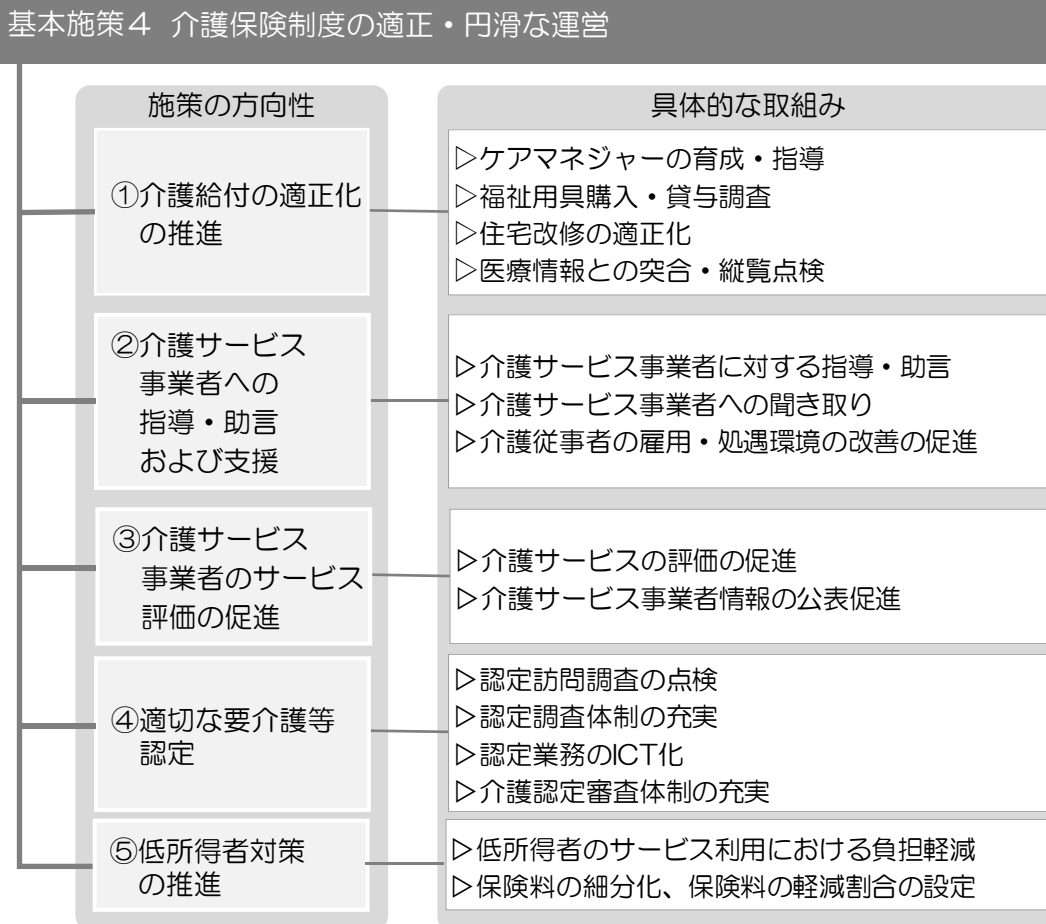 基本施策4 介護保険制度の適正・円滑な運営
施策の方向性
具体的な取組み
①介護給付の適正化
の推進
▷ケアマネジャーの育成・指導
▷福祉用具購入・貸与調査
▷住宅改修の適正化
▷医療情報との突合・縦覧点検
②介護サービス
事業者への
指導・助言
および支援
▷介護サービス事業者に対する指導・助言
▷介護サービス事業者への聞き取り
▷介護従事者の雇用・処遇環境の改善の促進
③介護サービス
事業者のサービス
評価の促進
▷介護サービスの評価の促進
▷介護サービス事業者情報の公表促進
④適切な要介護等
認定
▷認定訪問調査の点検
▷認定調査体制の充実
▷認定業務のICT化
▷介護認定審査体制の充実
⑤低所得者対策
の推進
▷低所得者のサービス利用における負担軽減
▷保険料の細分化、保険料の軽減割合の設定